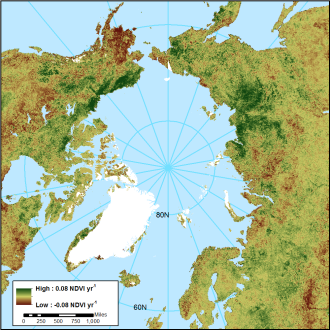 80N
60N
High : 0.08 NDVI yr-1
Low : -0.08 NDVI yr-1
0 250 500 1,000 Miles